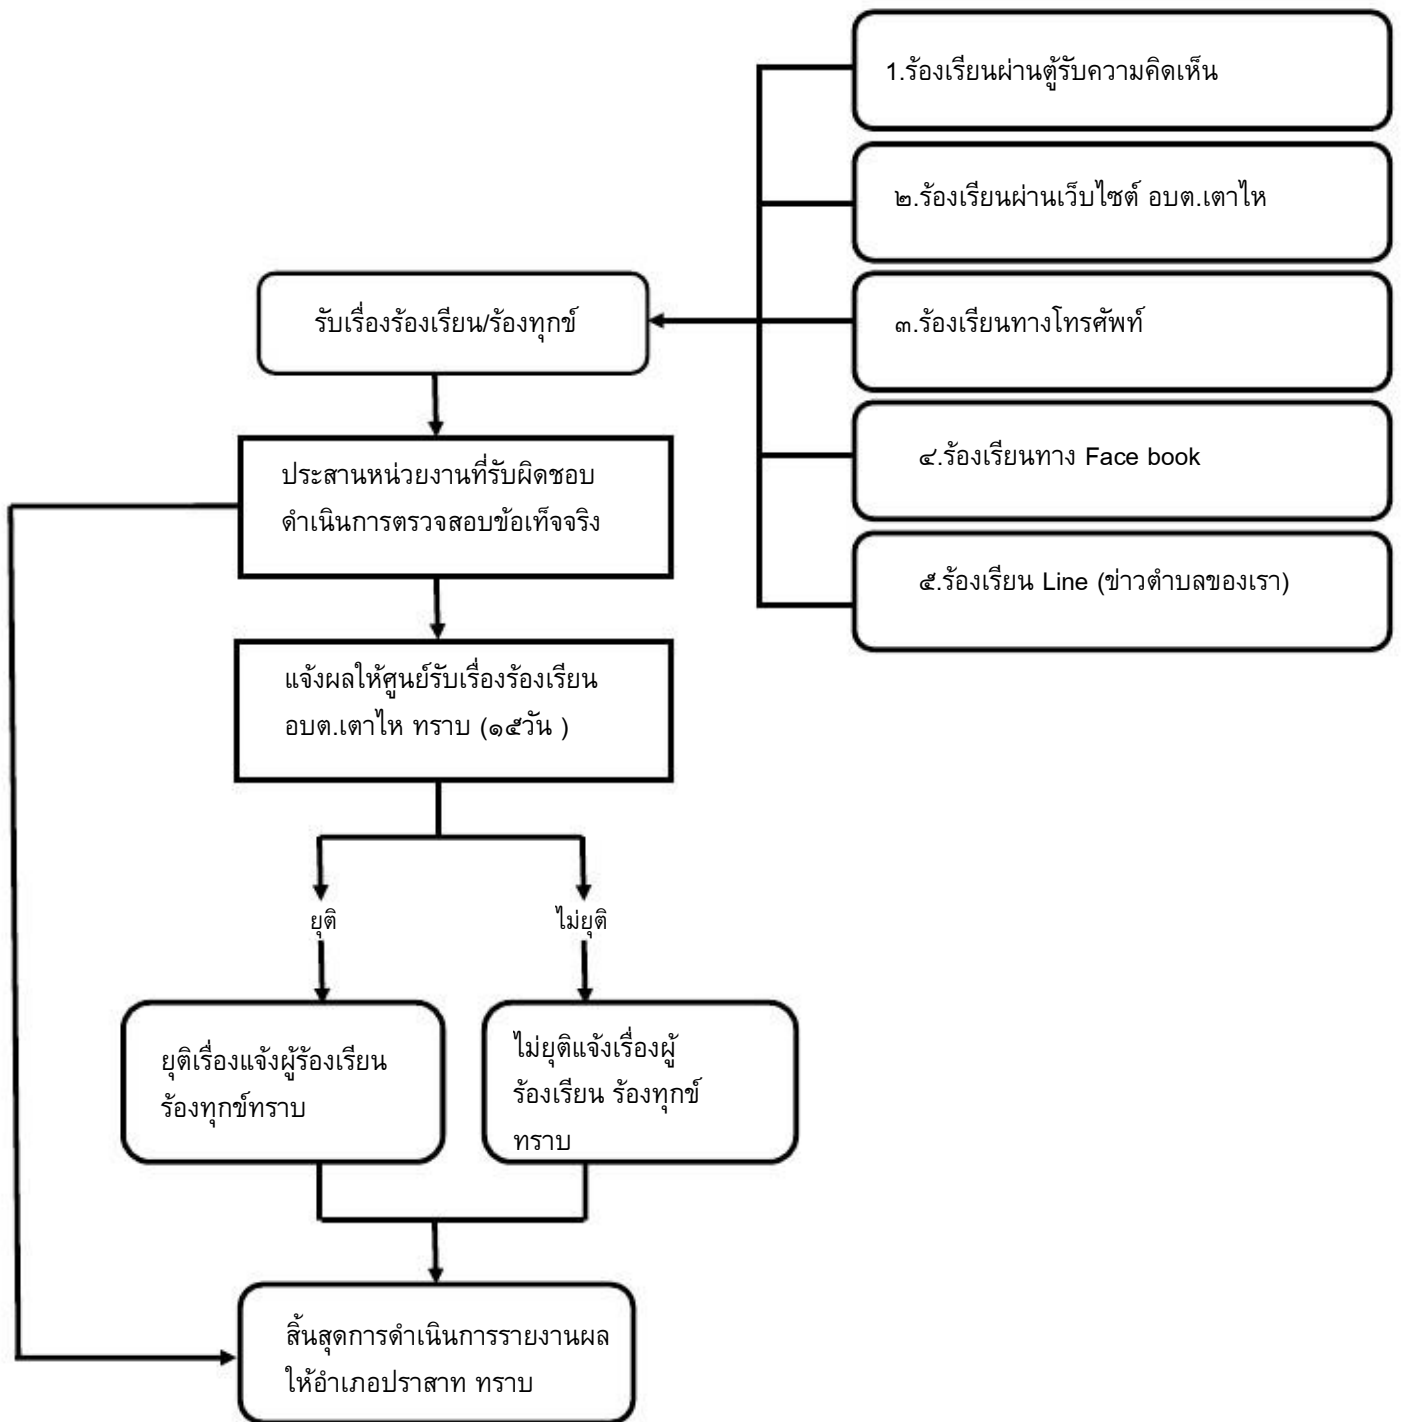 1.ร้องเรียนผ่านตู้รับความคิดเห็น
๒.ร้องเรียนผ่านเว็บไซต์ อบต.เตาไห
๓.ร้องเรียนทางโทรศัพท์
๔.ร้องเรียนทาง Face book
๕.ร้องเรียน Line (ข่าวตำบลของเรา)
รับเรื่องร้องเรียน/ร้องทุกข์
ประสานหน่วยงานที่รับผิดชอบ
ดำเนินการตรวจสอบข้อเท็จจริง
แจ้งผลให้ศูนย์รับเรื่องร้องเรียน
อบต.เตาไห ทราบ (๑๕วัน )
ยุติ
ไม่ยุติ
ยุติเรื่องแจ้งผู้ร้องเรียน
ร้องทุกข์ทราบ
ไม่ยุติแจ้งเรื่องผู้
ร้องเรียน ร้องทุกข์
ทราบ
สิ้นสุดการดำเนินการรายงานผล
ให้อำเภอปราสาท ทราบ